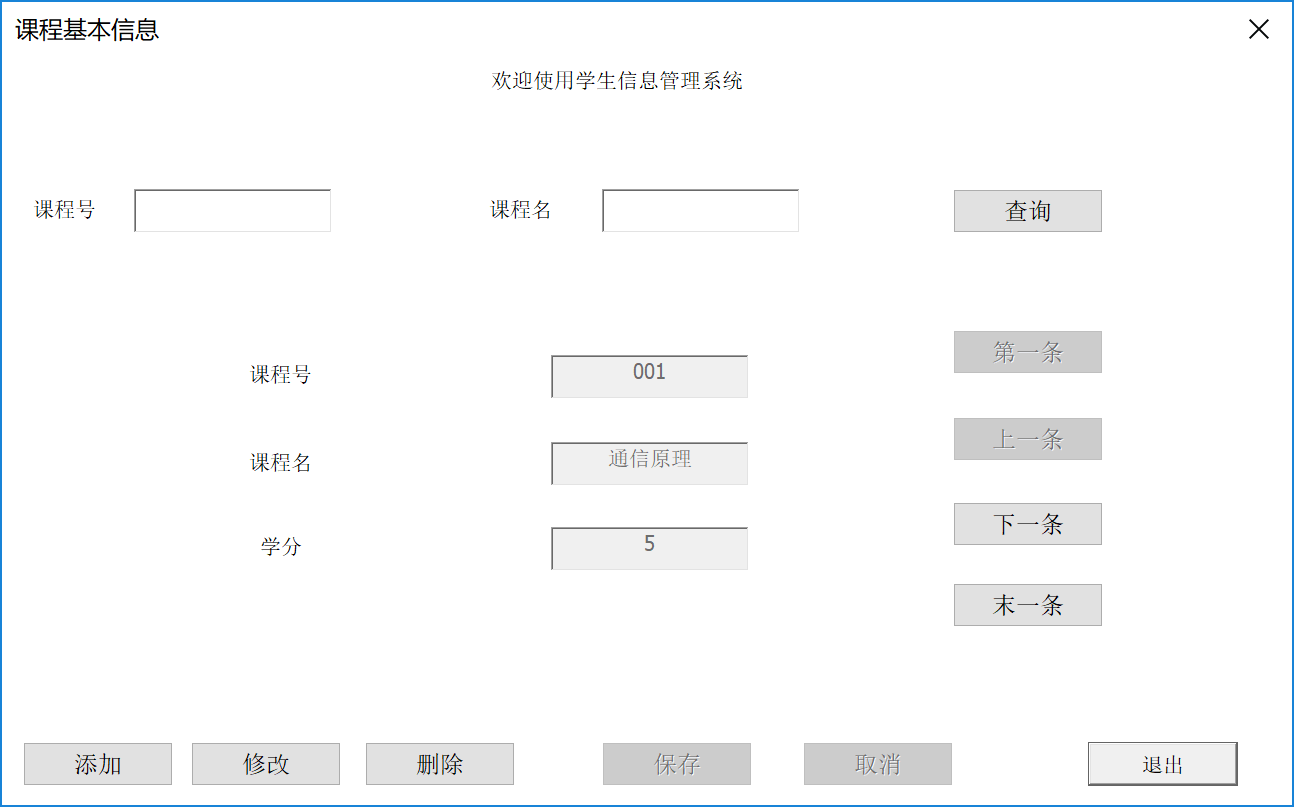 课程基本信息
欢迎使用学生信息管理系统
课程号 课程名 查询
第一条
课程号 001
上一条
课程名 通信原理
下一条
学分 5
末一条
添加 修改 删除 保存 取消 退出